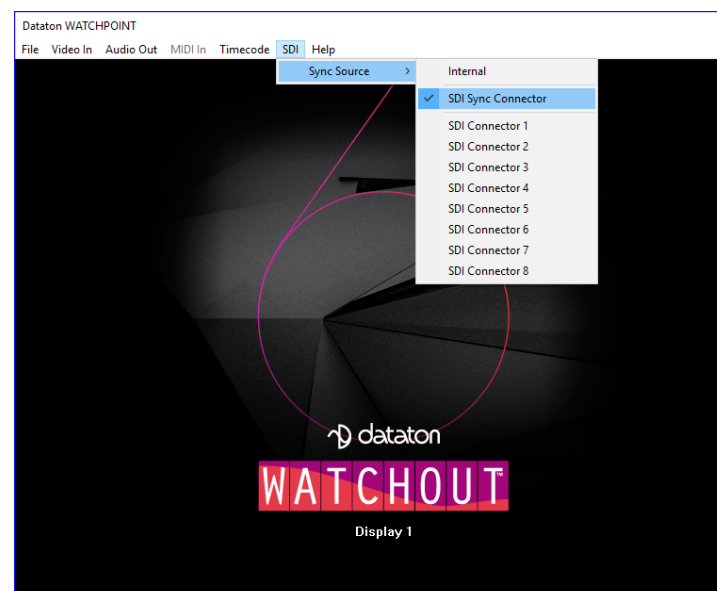 Dataton WATCHPOINT
File Video In Audio Out MIDI In Timecode SDI Help
Sync Source
Internal
SDI Sync Connector
SDI Connector 1
SDI Connector 2
SDI Connector 3
SDI Connector 4
SDI Connector 5
SDI Connector 6
SDI Connector 7
SDI Connector 8
dataton
WATCHOUT™
Display 1